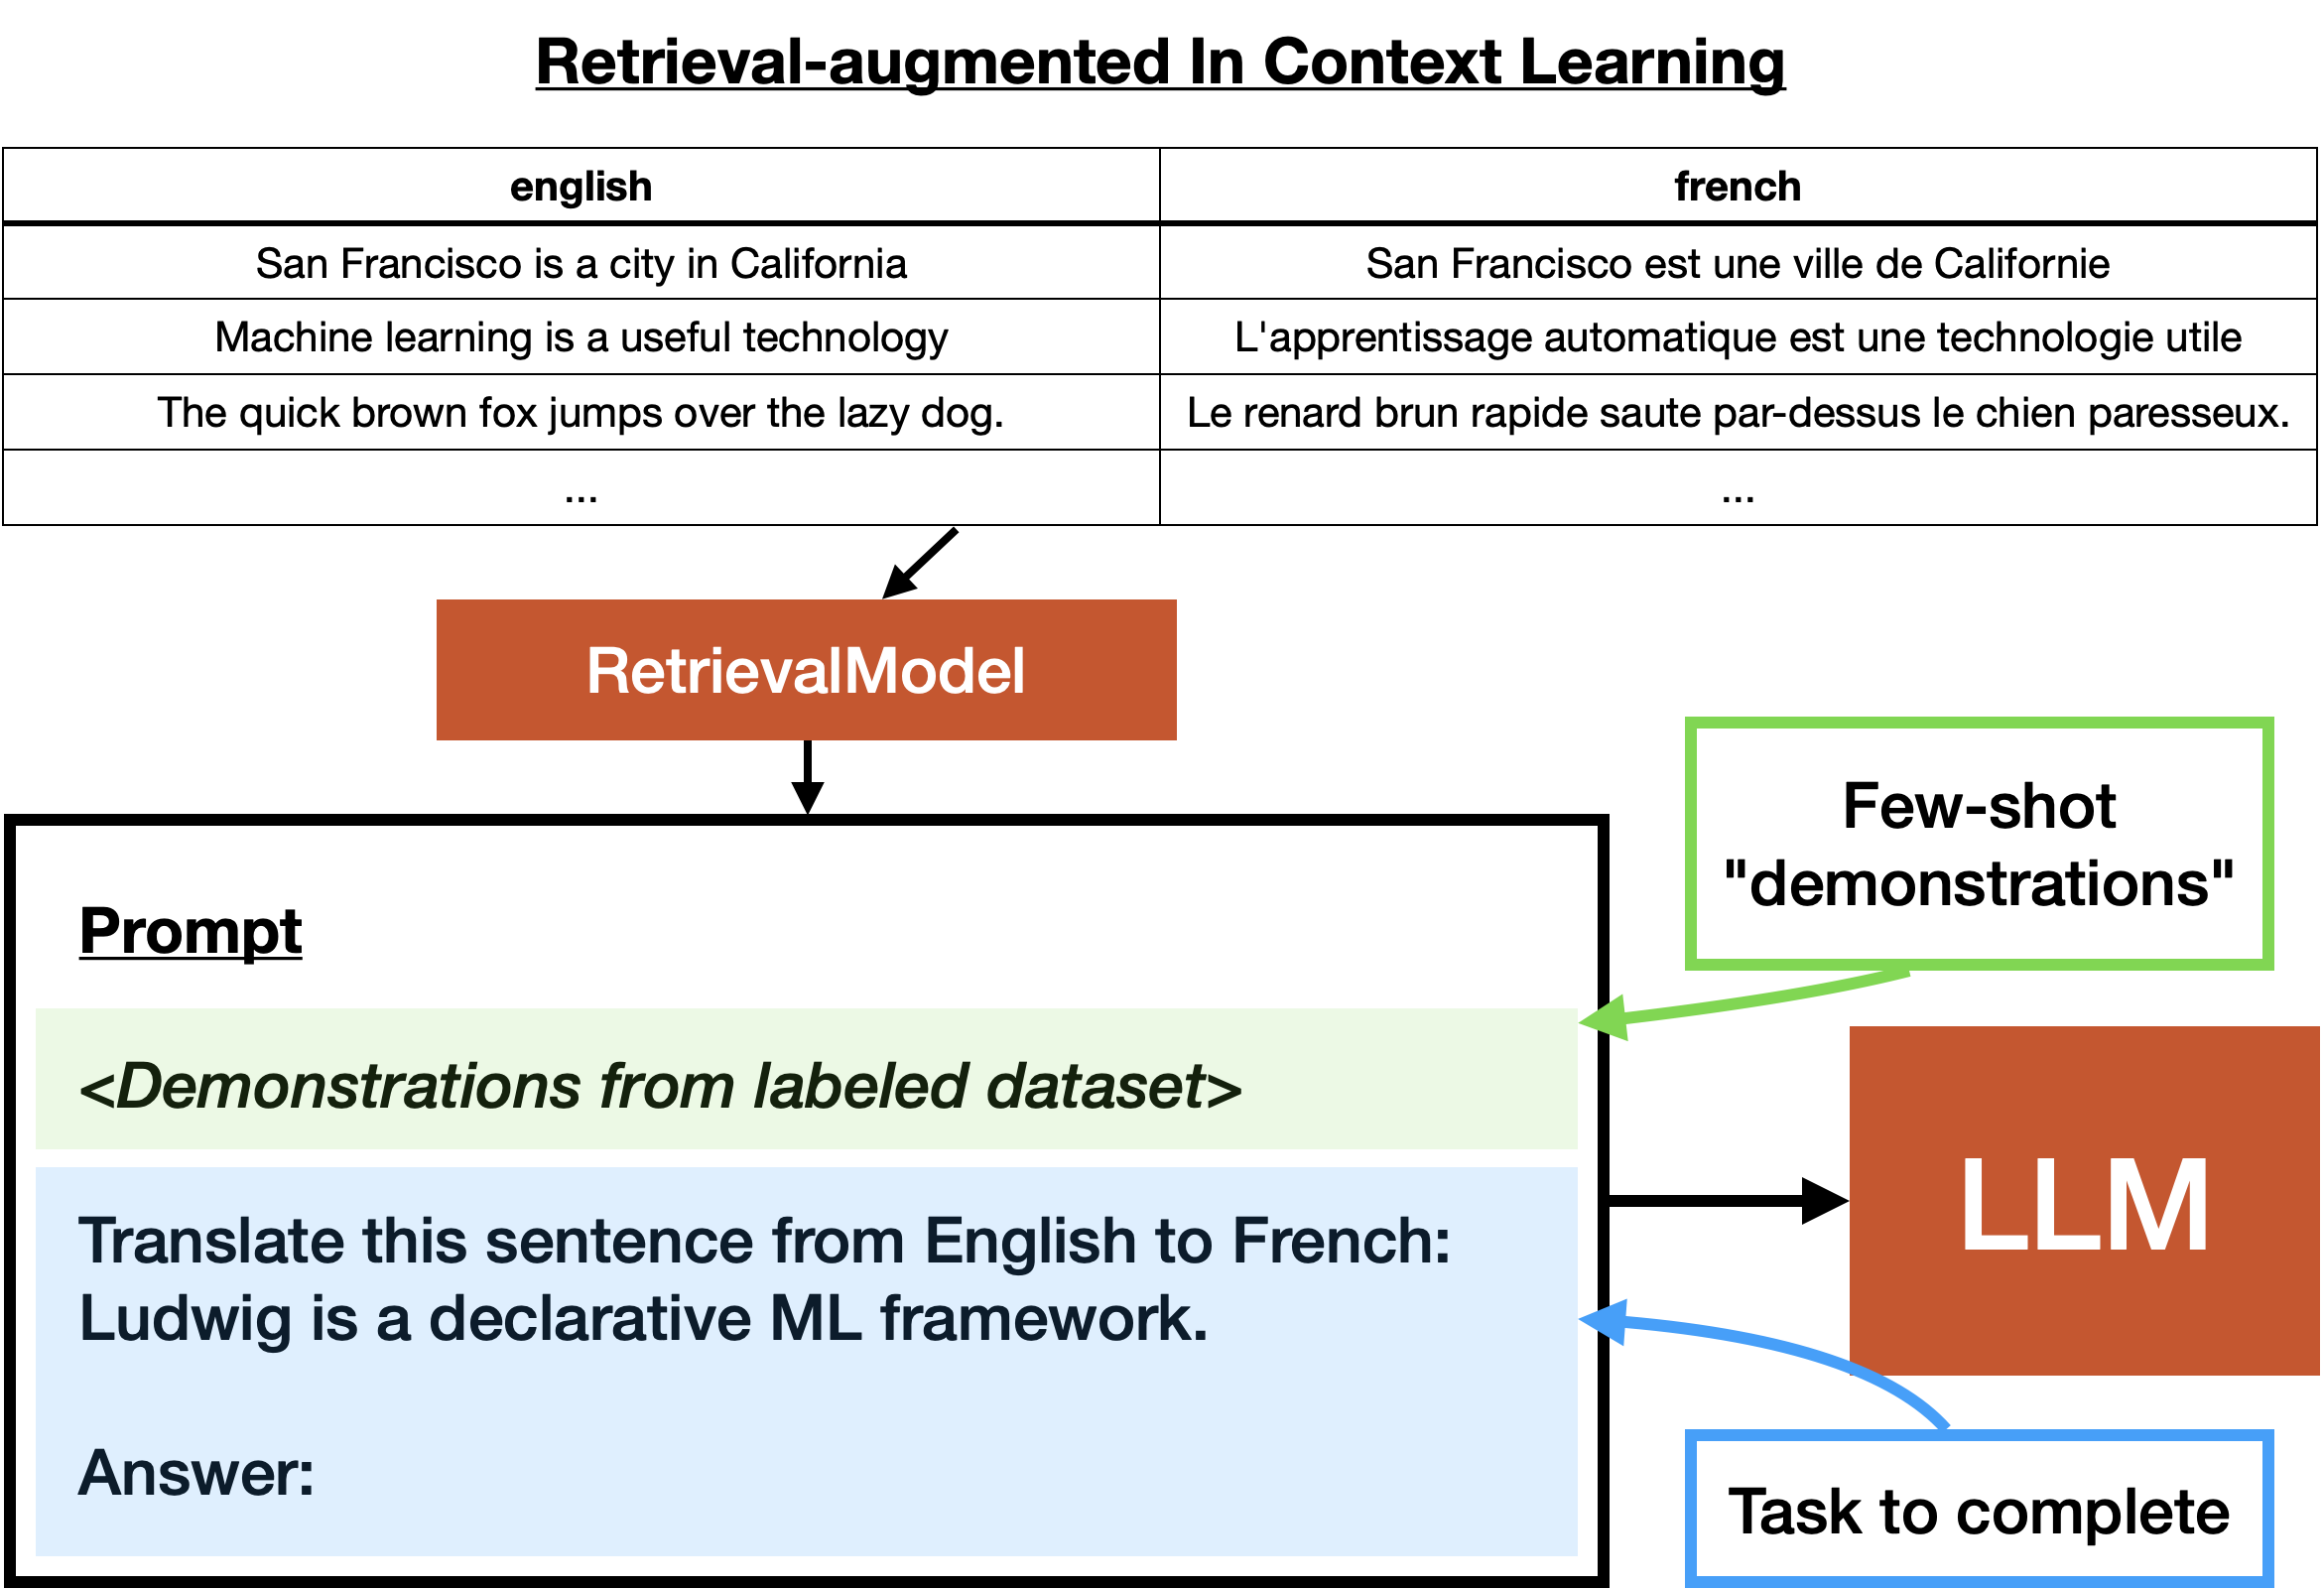 Retrieval-augmented In Context Learning
english french
San Francisco is a city in California San Francisco est une ville de Californie
Machine learning is a useful technology L'apprentissage automatique est une technologie utile
The quick brown fox jumps over the lazy dog. Le renard brun rapide saute par-dessus le chien paresseux.
... ...
RetrievalModel
Few-shot
"demonstrations"
Prompt
<Demonstrations from labeled dataset>
Translate this sentence from English to French:
Ludwig is a declarative ML framework.
Answer:
LLM
Task to complete